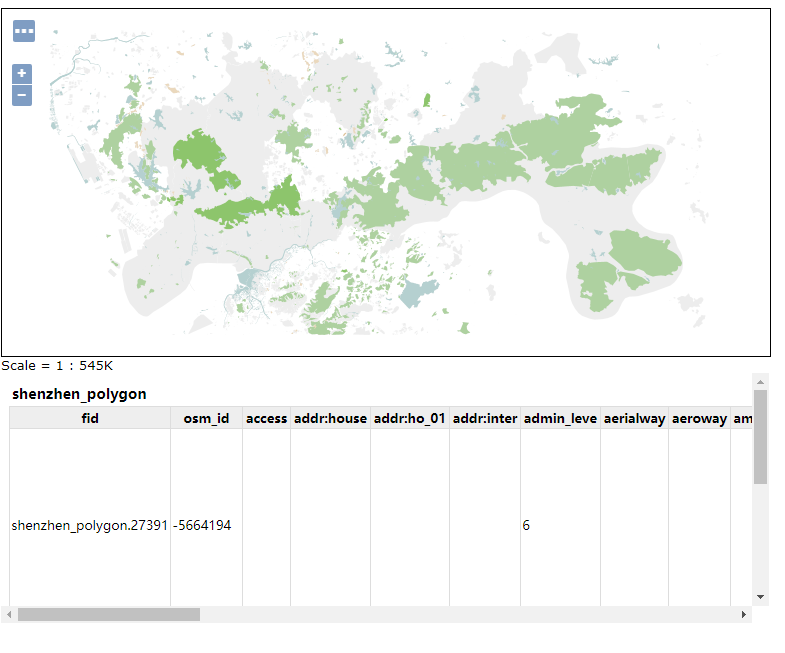 Scale = 1 : 545K
shenzhen_polygon
fid osm_id access addr:house addr:ho_01 addr:inter admin_leve aerialway aeroway am
shenzhen_polygon.27391 -5664194 6